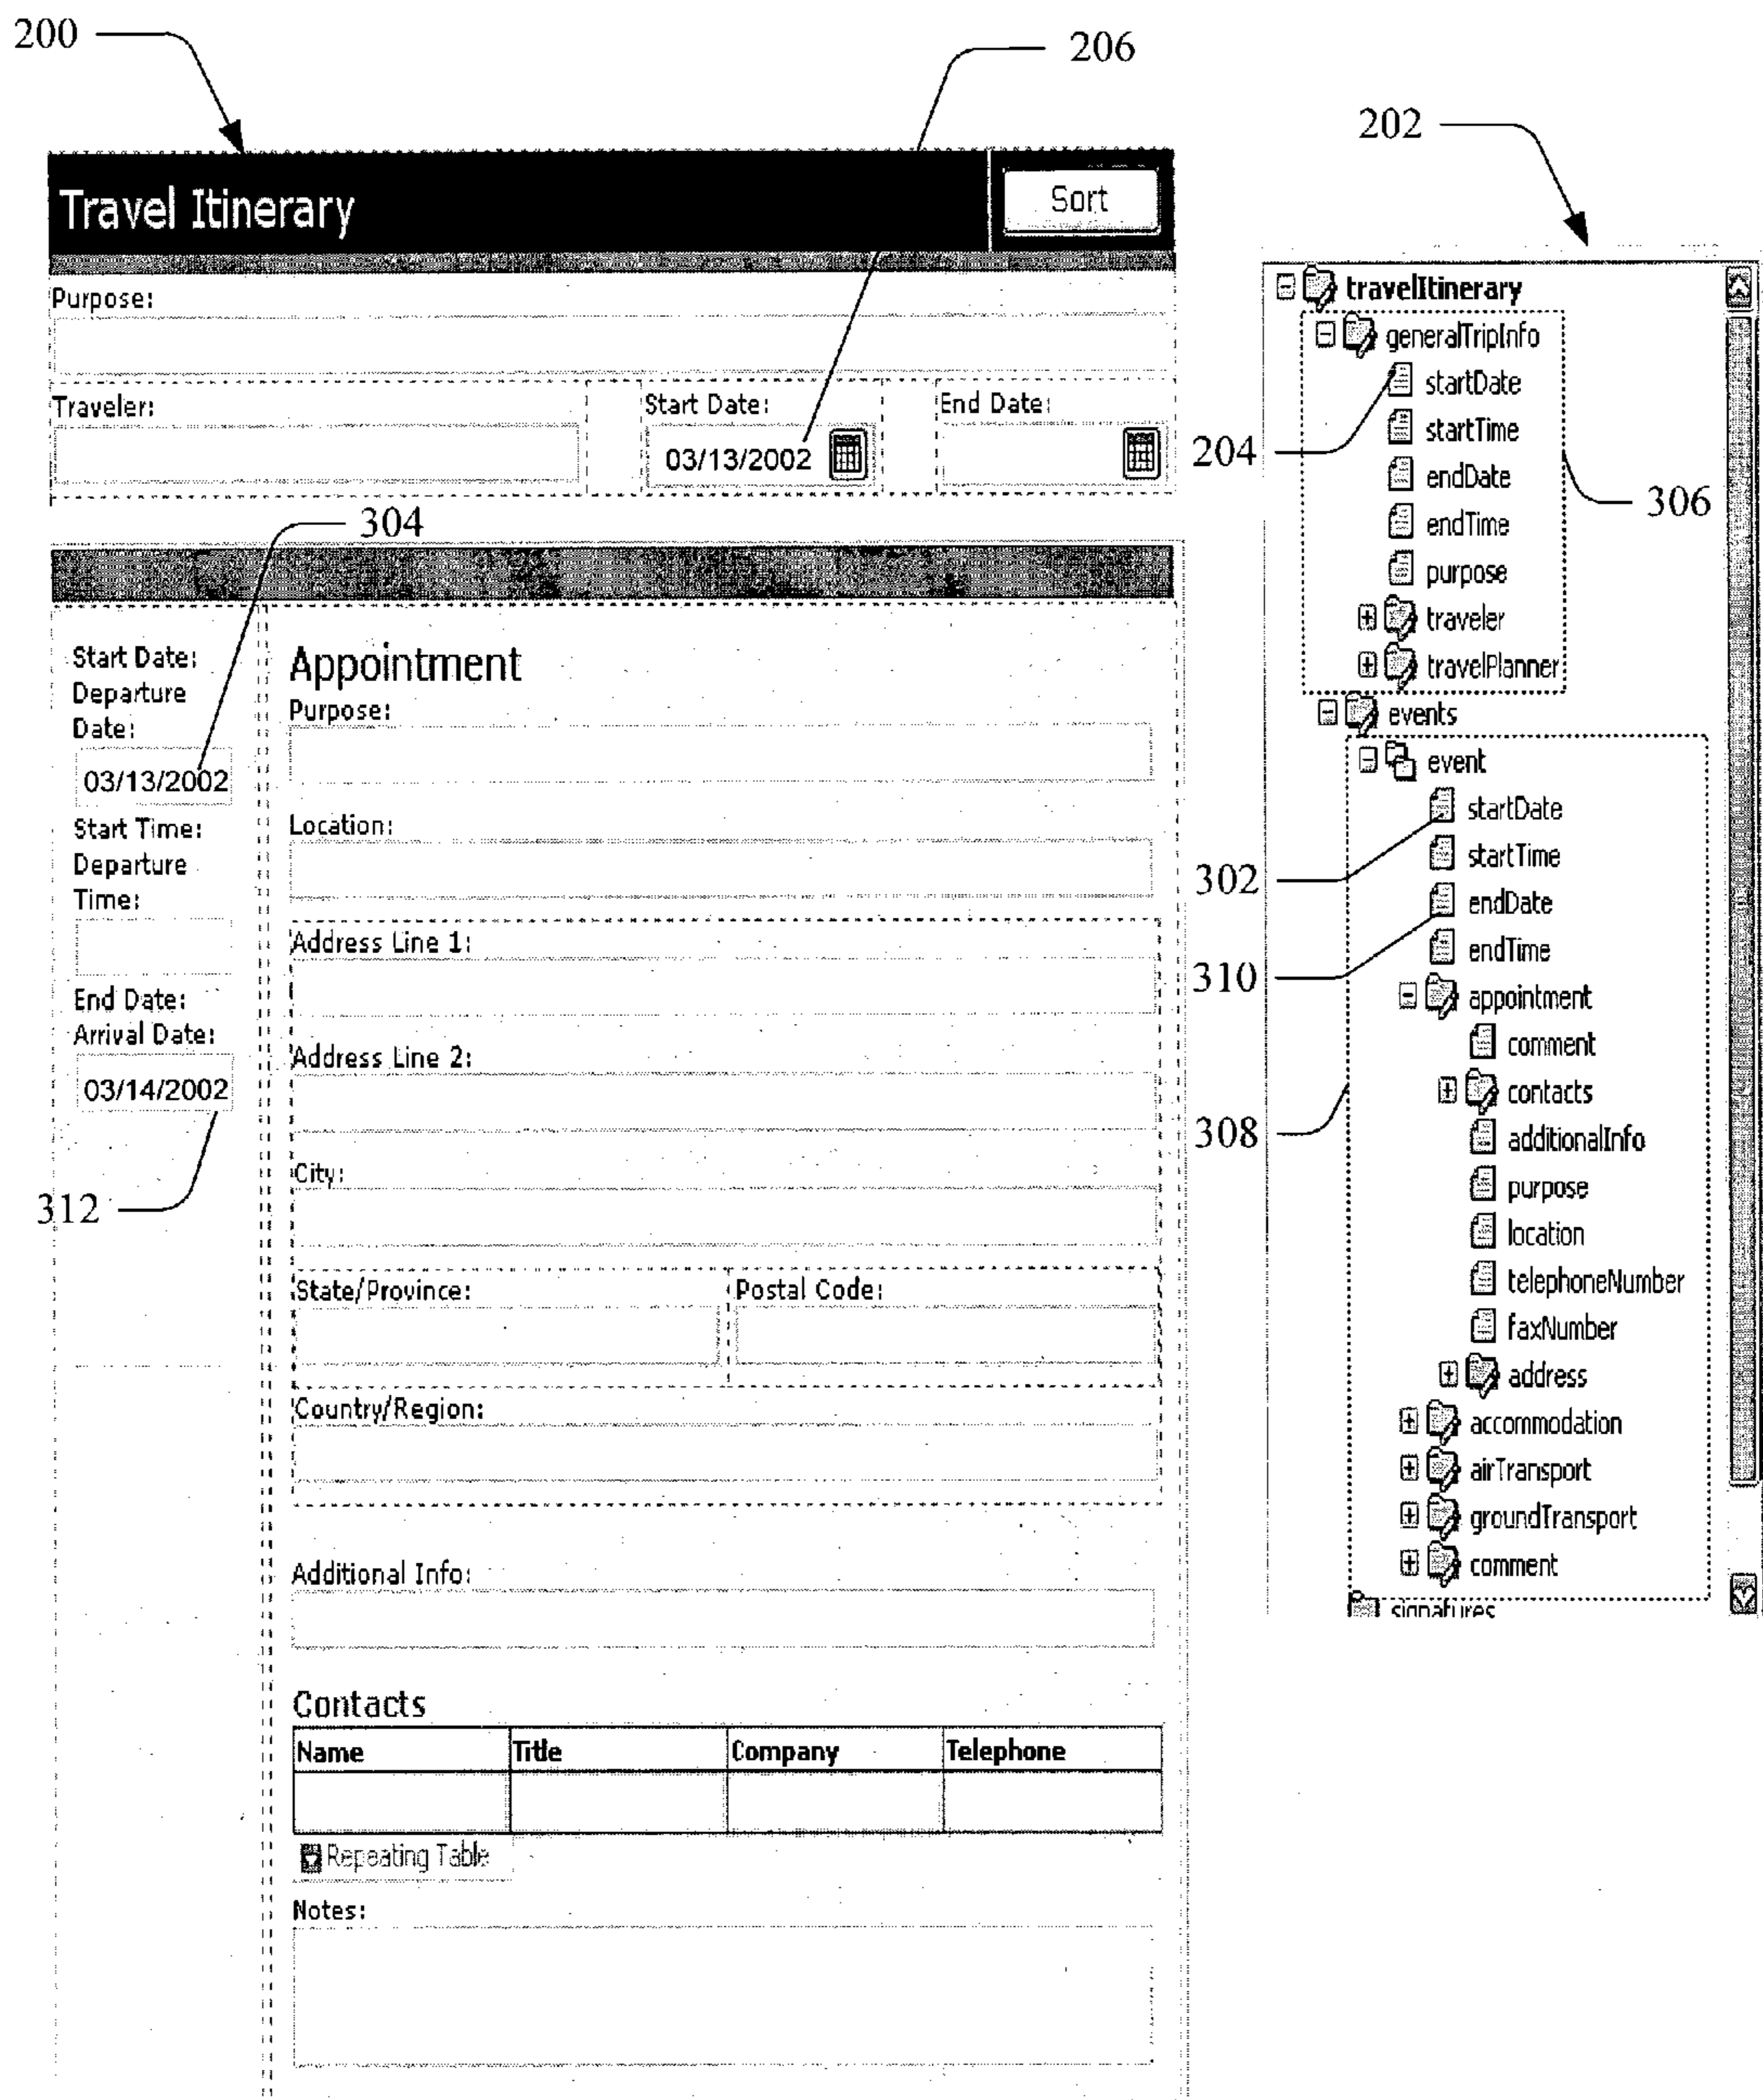 200
206
Travel Itinerary
Sort
Purpose:
Traveler:
Start Date:
End Date:
03/13/2002
304
Start Date:
Departure
Date:
03/13/2002
Start Time:
Departure
Time:
End Date:
Arrival Date:
03/14/2002
312
Appointment
Purpose:
Location:
Address Line 1:
Address Line 2:
City:
State/Province:
Postal Code:
Country/Region:
Additional Info:
Contacts
Name Title Company Telephone
Repeating Table
Notes:
202
travelItinerary
generalTripInfo
startDate
startTime
204
endDate
306
endTime
purpose
traveler
travelPlanner
events
event
startDate
startTime
302
endDate
endTime
310
appointment
comment
contacts
308
additionalInfo
purpose
location
telephoneNumber
faxNumber
address
accommodation
airTransport
groundTransport
comment
signatures